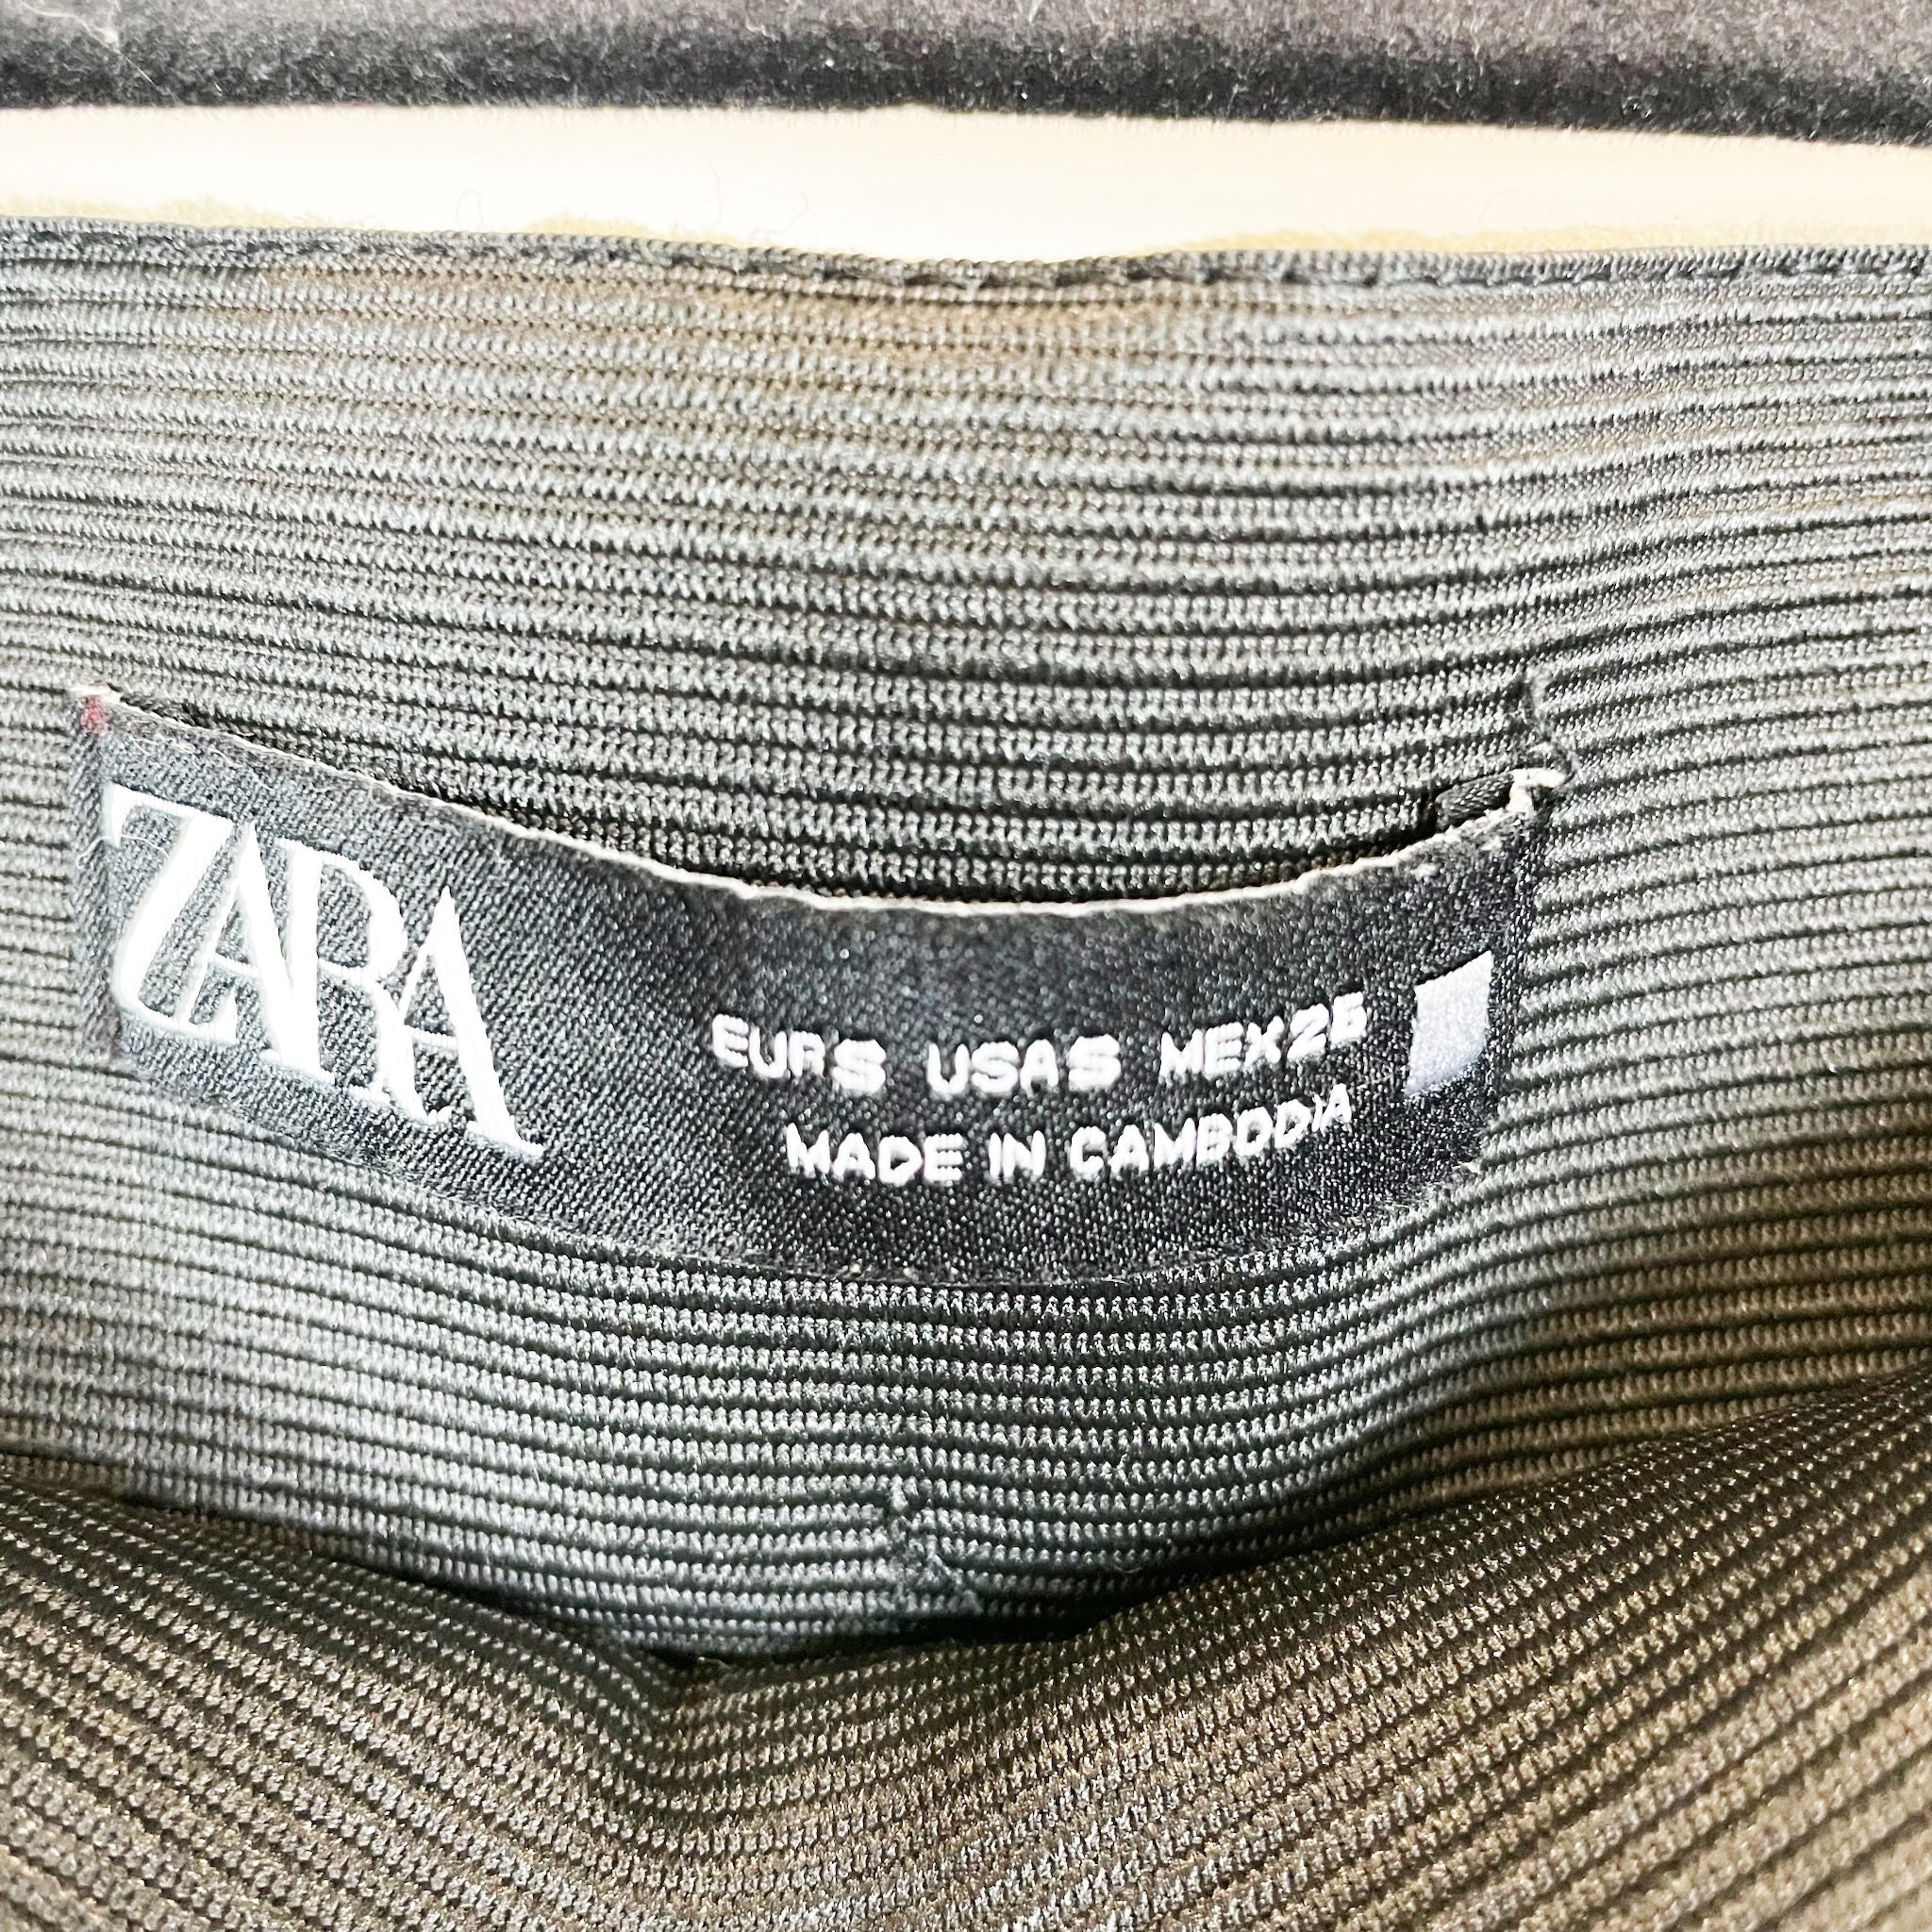 ZARA
EUR S USA S MEX 26
MADE IN CAMBODIA